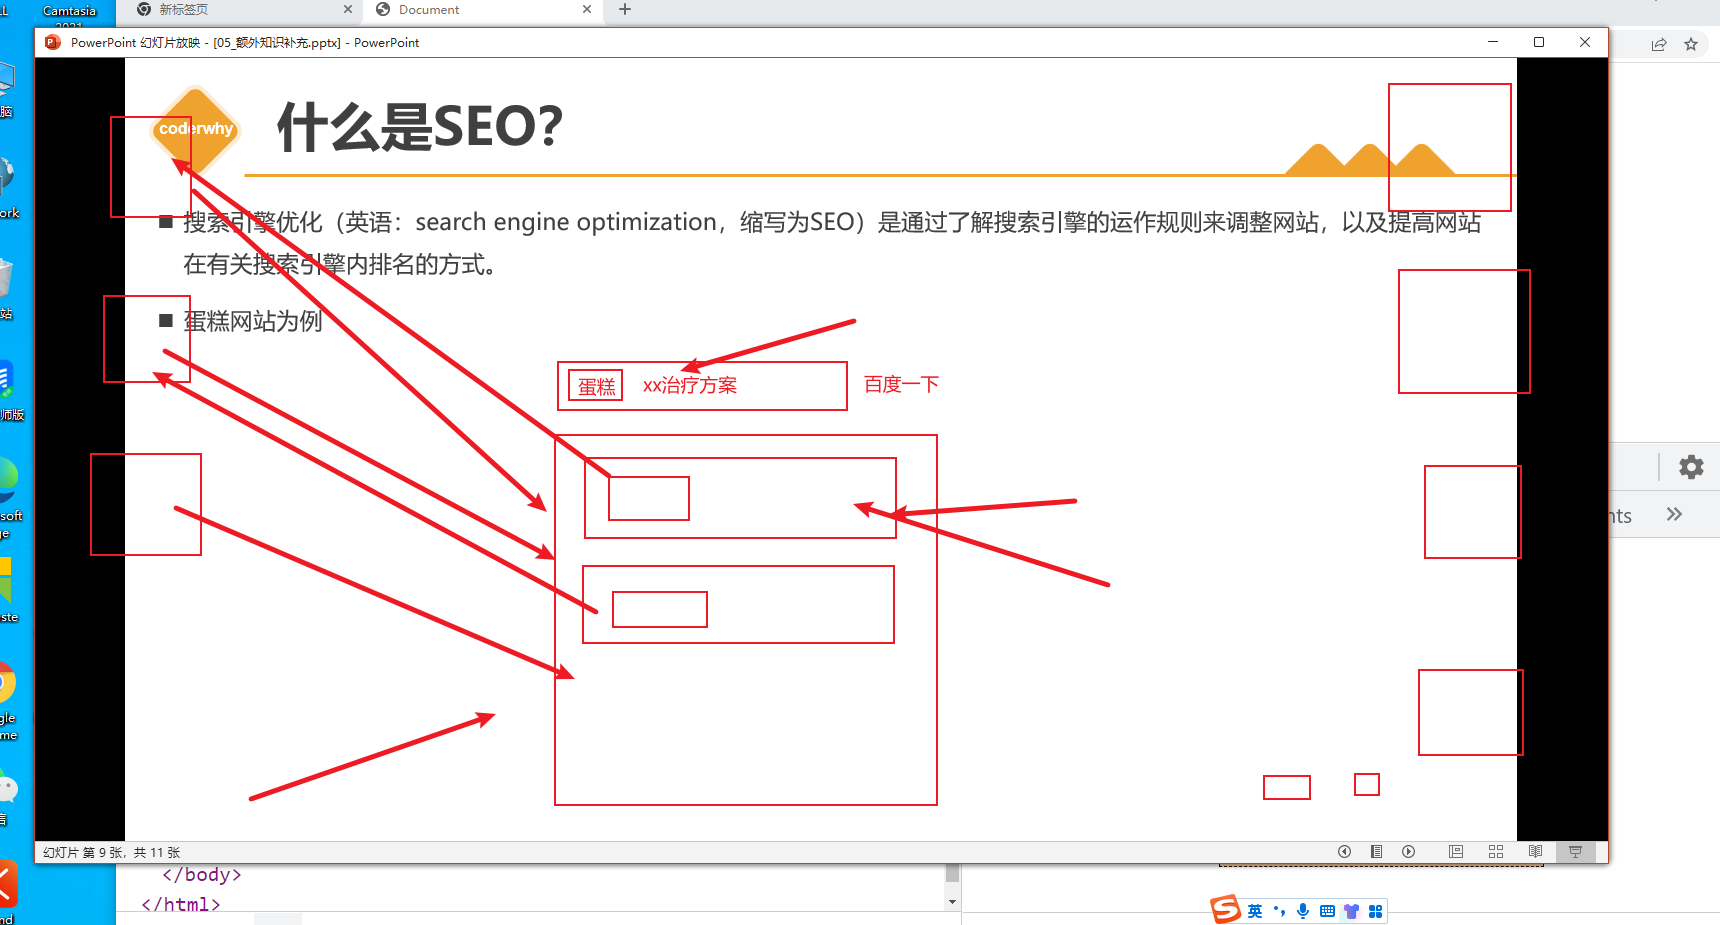 Camtasia
新标签页
Document
PowerPoint 幻灯片放映 - [05_额外知识补充.pptx] - PowerPoint
coderwhy
什么是SEO？
搜索引擎优化（英语：search engine optimization，缩写为SEO）是通过了解搜索引擎的运作规则来调整网站，以及提高网站
在有关搜索引擎内排名的方式。
蛋糕网站为例
蛋糕
xx治疗方案
百度一下
幻灯片 第 9 张，共 11 张
</body>
</html>
英